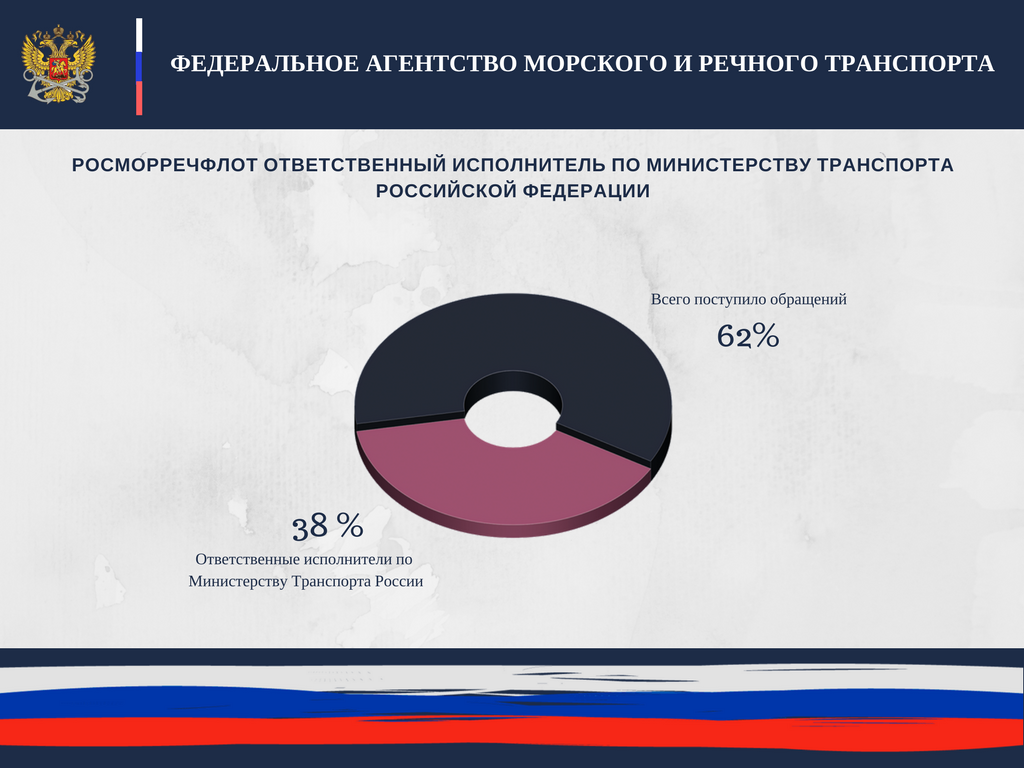 ФЕДЕРАЛЬНОЕ АГЕНТСТВО МОРСКОГО И РЕЧНОГО ТРАНСПОРТА
РОСМОРРЕЧФЛОТ ОТВЕТСТВЕННЫЙ ИСПОЛНИТЕЛЬ ПО МИНИСТЕРСТВУ ТРАНСПОРТА
РОССИЙСКОЙ ФЕДЕРАЦИИ
Всего поступило обращений
62%
38 %
Ответственные исполнители по
Министерству Транспорта России